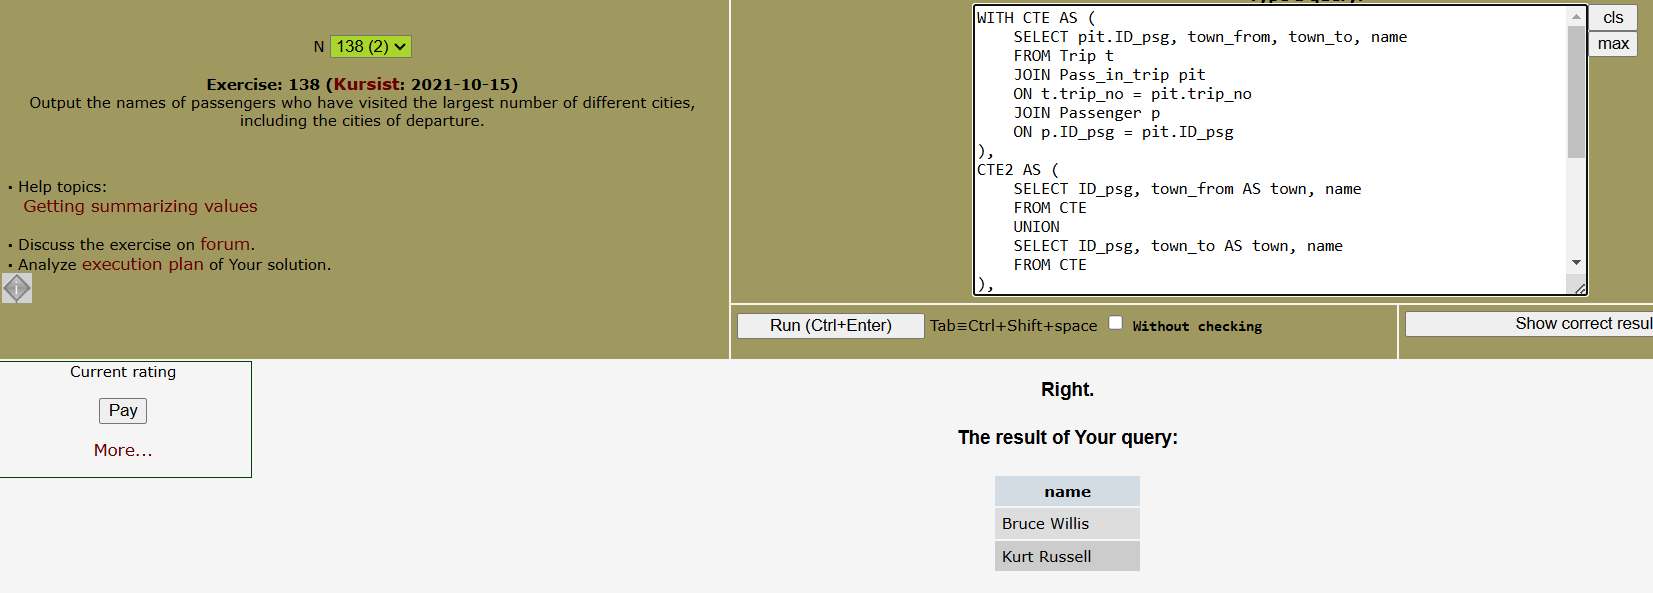 N 138 (2)
Exercise: 138 (Kursist: 2021-10-15)
Output the names of passengers who have visited the largest number of different cities,
including the cities of departure.
Help topics:
Getting summarizing values
Discuss the exercise on forum.
Analyze execution plan of Your solution.
WITH CTE AS (
    SELECT pit.ID_psg, town_from, town_to, name
    FROM Trip t
    JOIN Pass_in_trip pit
    ON t.trip_no = pit.trip_no
    JOIN Passenger p
    ON p.ID_psg = pit.ID_psg
),
CTE2 AS (
    SELECT ID_psg, town_from AS town, name
    FROM CTE
    UNION
    SELECT ID_psg, town_to AS town, name
    FROM CTE
),
cls
max
Run (Ctrl+Enter) Tab≡Ctrl+Shift+space Without checking
Show correct resul
Current rating
Pay
More...
Right.
The result of Your query:
name
Bruce Willis
Kurt Russell